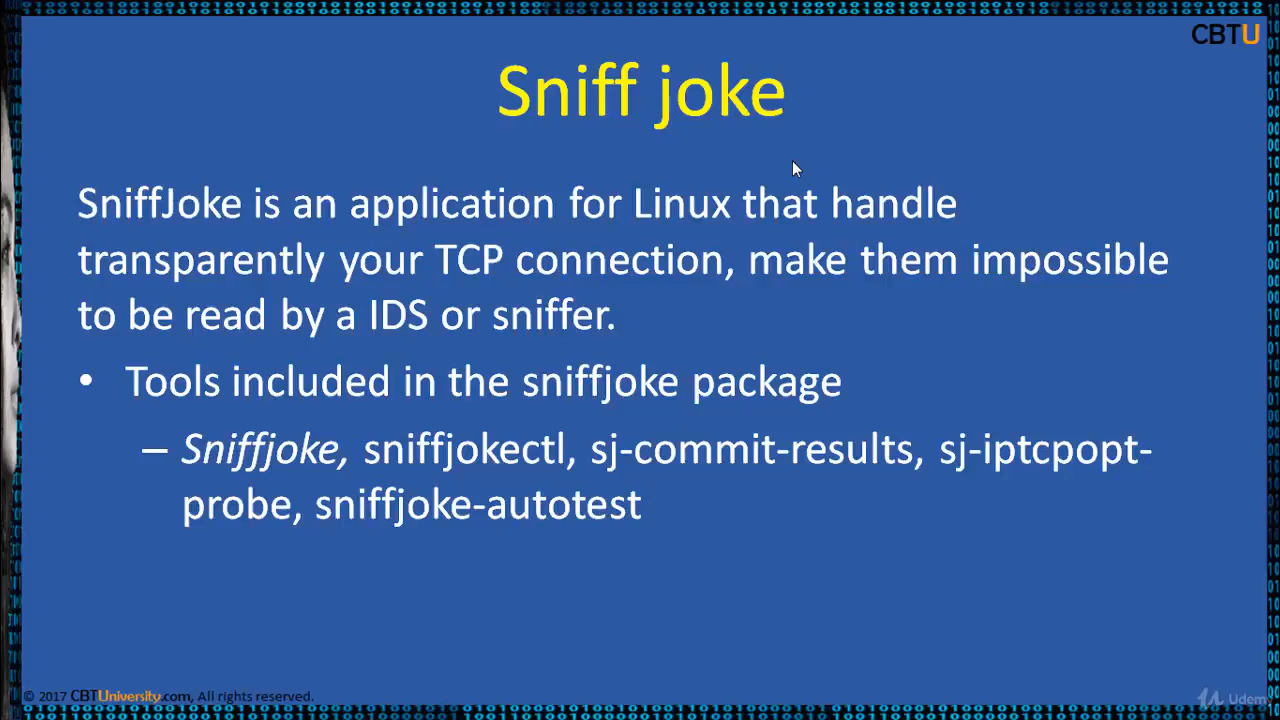 CBTU
Sniff joke
SniffJoke is an application for Linux that handle
transparently your TCP connection, make them impossible
to be read by a IDS or sniffer.
• Tools included in the sniffjoke package
– Sniffjoke, sniffjokectl, sj-commit-results, sj-iptcpopt-
probe, sniffjoke-autotest
© 2017 CBTUniversity.com, All rights reserved.
Udemy